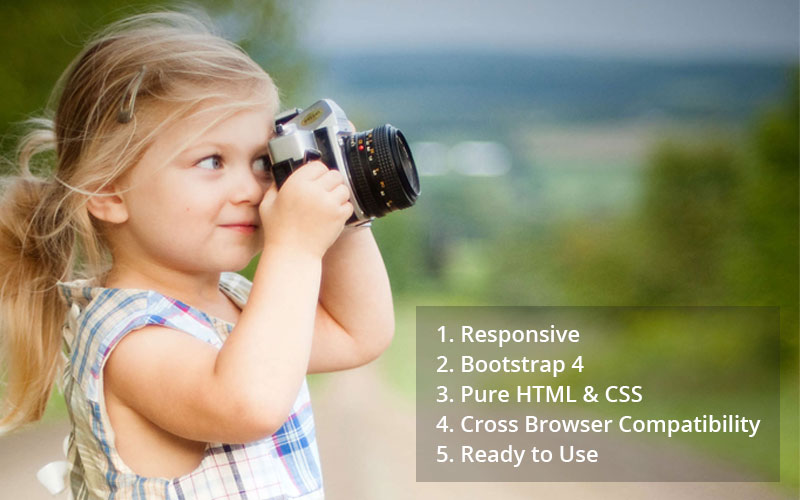 1. Responsive
2. Bootstrap 4
3. Pure HTML & CSS
4. Cross Browser Compatibility
5. Ready to Use